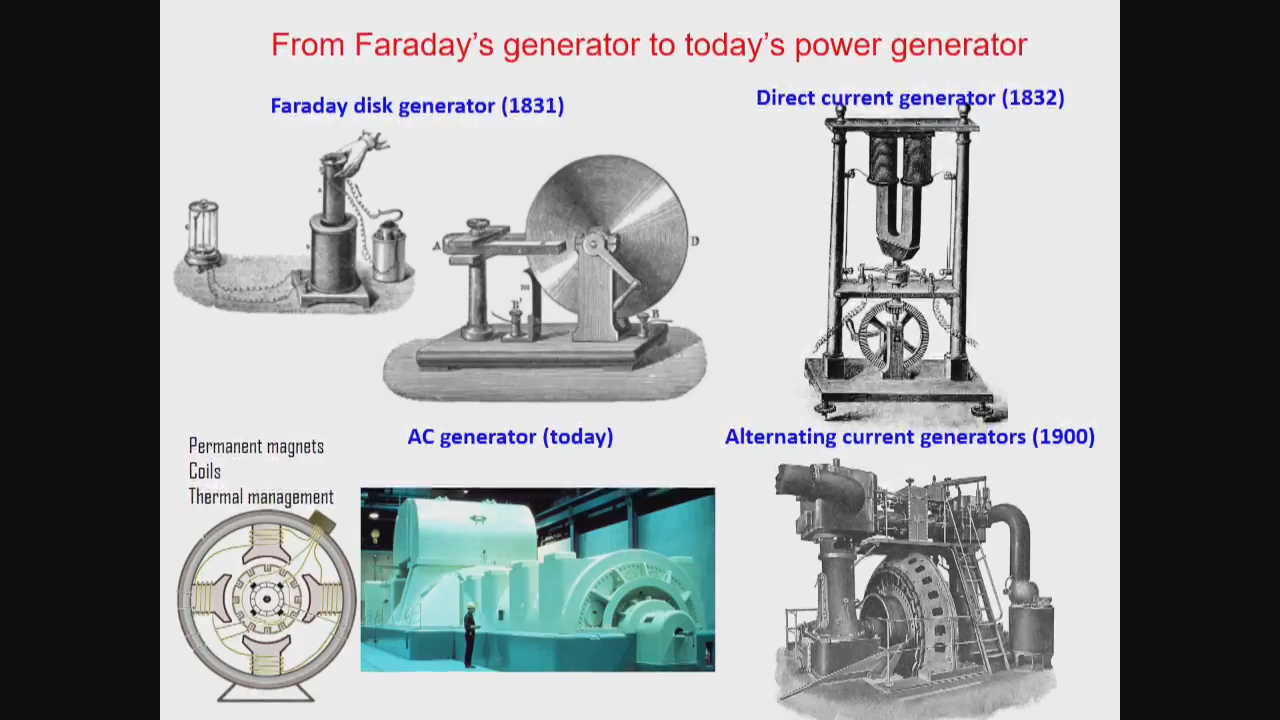 From Faraday's generator to today's power generator
Faraday disk generator (1831)
Direct current generator (1832)
A
D
m
B'
B
AC generator (today)
Alternating current generators (1900)
Permanent magnets
Coils
Thermal management